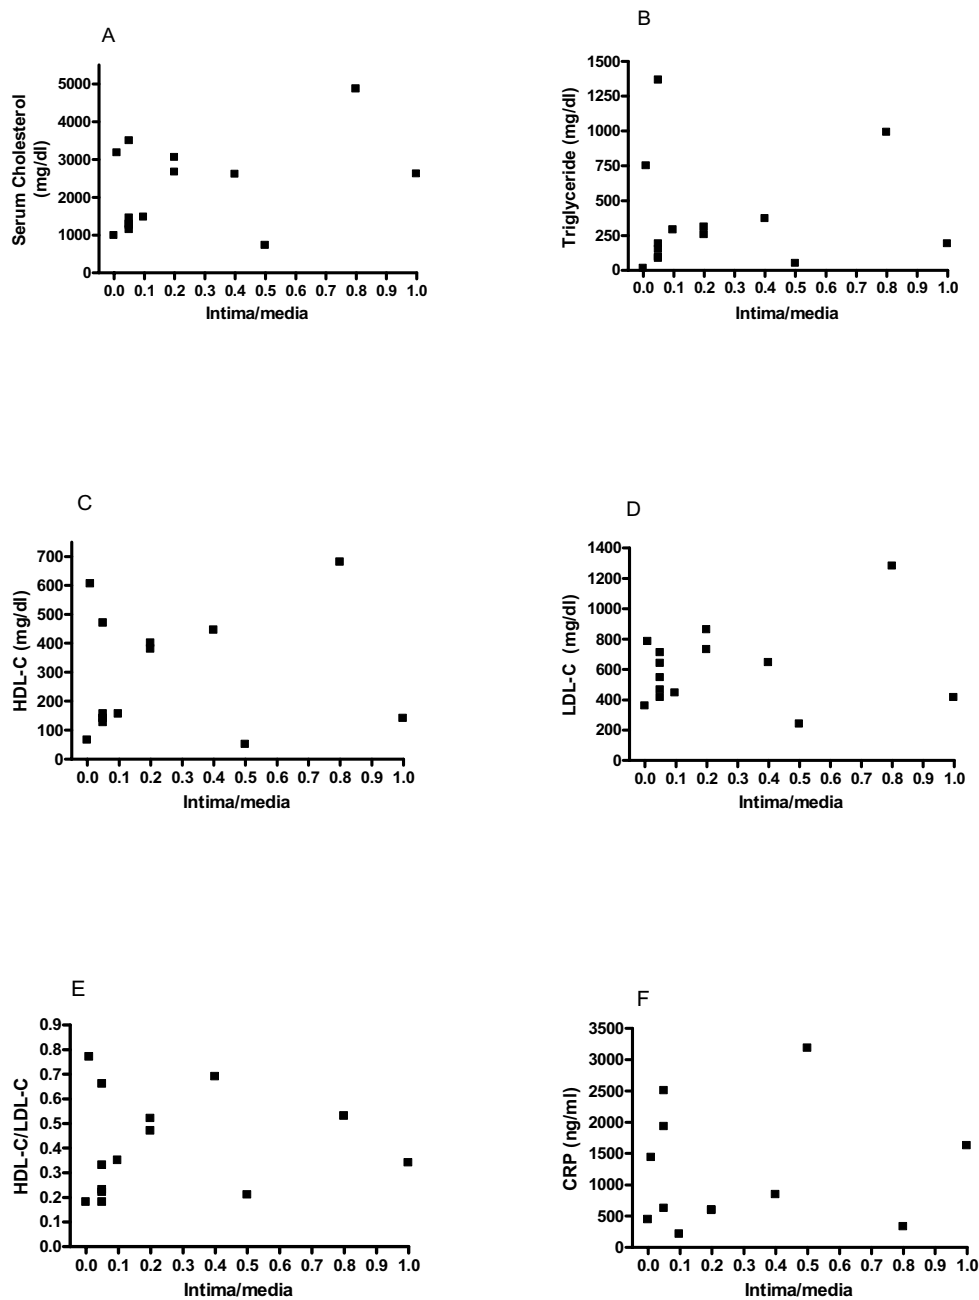 A
Serum Cholesterol
(mg/dl)
5000
4000
3000
2000
1000
0
0.0 0.1 0.2 0.3 0.4 0.5 0.6 0.7 0.8 0.9 1.0
Intima/media
B
Triglyceride (mg/dl)
1500
1250
1000
750
500
250
0
0.0 0.1 0.2 0.3 0.4 0.5 0.6 0.7 0.8 0.9 1.0
Intima/media
C
HDL-C (mg/dl)
700
600
500
400
300
200
100
0
0.0 0.1 0.2 0.3 0.4 0.5 0.6 0.7 0.8 0.9 1.0
Intima/media
D
LDL-C (mg/dl)
1400
1200
1000
800
600
400
200
0
0.0 0.1 0.2 0.3 0.4 0.5 0.6 0.7 0.8 0.9 1.0
Intima/media
E
HDL-C/LDL-C
0.9
0.8
0.7
0.6
0.5
0.4
0.3
0.2
0.1
0.0
0.0 0.1 0.2 0.3 0.4 0.5 0.6 0.7 0.8 0.9 1.0
Intima/media
F
CRP (ng/ml)
3500
3000
2500
2000
1500
1000
500
0
0.0 0.1 0.2 0.3 0.4 0.5 0.6 0.7 0.8 0.9 1.0
Intima/media